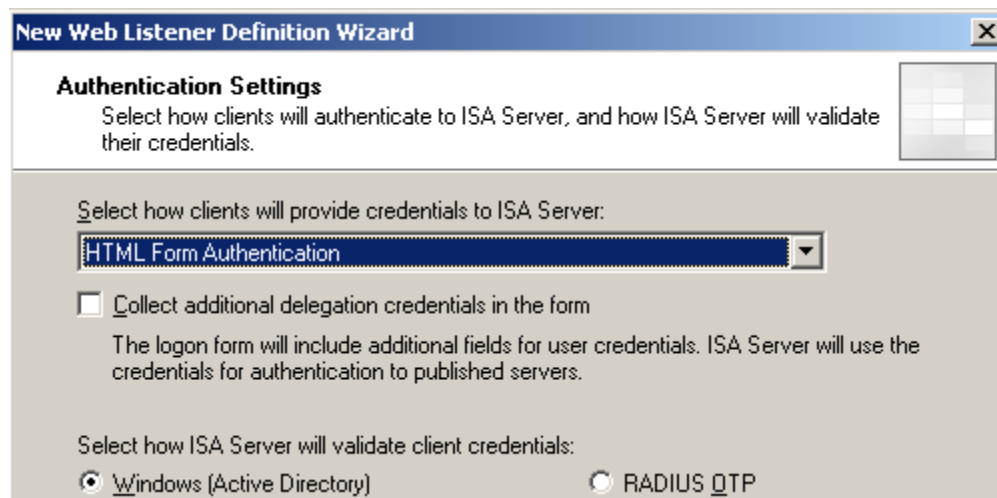 New Web Listener Definition Wizard
Authentication Settings
Select how clients will authenticate to ISA Server, and how ISA Server will validate
their credentials.
Select how clients will provide credentials to ISA Server:
HTML Form Authentication
Collect additional delegation credentials in the form
The logon form will include additional fields for user credentials. ISA Server will use the
credentials for authentication to published servers.
Select how ISA Server will validate client credentials:
Windows (Active Directory) RADIUS OTP